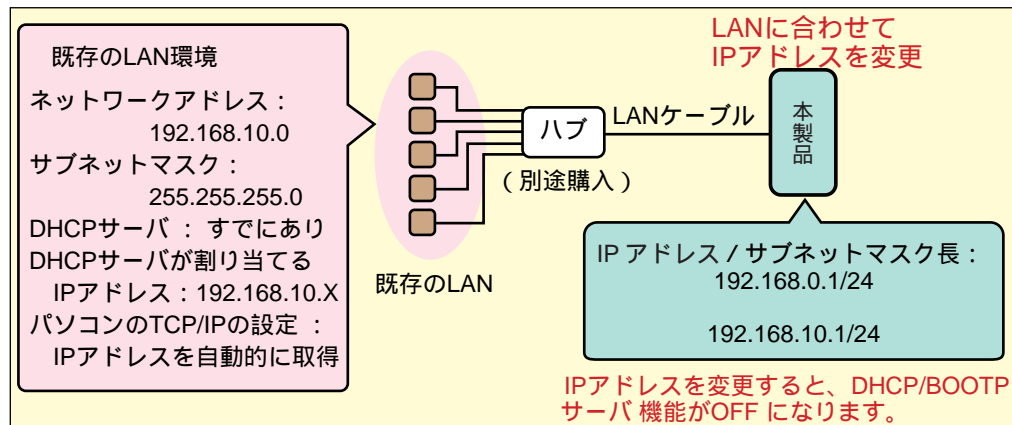 既存のLAN環境
ネットワークアドレス：
192.168.10.0
サブネットマスク：
255.255.255.0
DHCPサーバ ： すでにあり
DHCPサーバが割り当てる
IPアドレス：192.168.10.X
パソコンのTCP/IPの設定 ：
IPアドレスを自動的に取得
既存のLAN
ハブ
（別途購入）
LANケーブル
LANに合わせて
IPアドレスを変更
本製品
IP アドレス / サブネットマスク長：
192.168.0.1/24
192.168.10.1/24
IPアドレスを変更すると、DHCP/BOOTP
サーバ 機能がOFF になります。